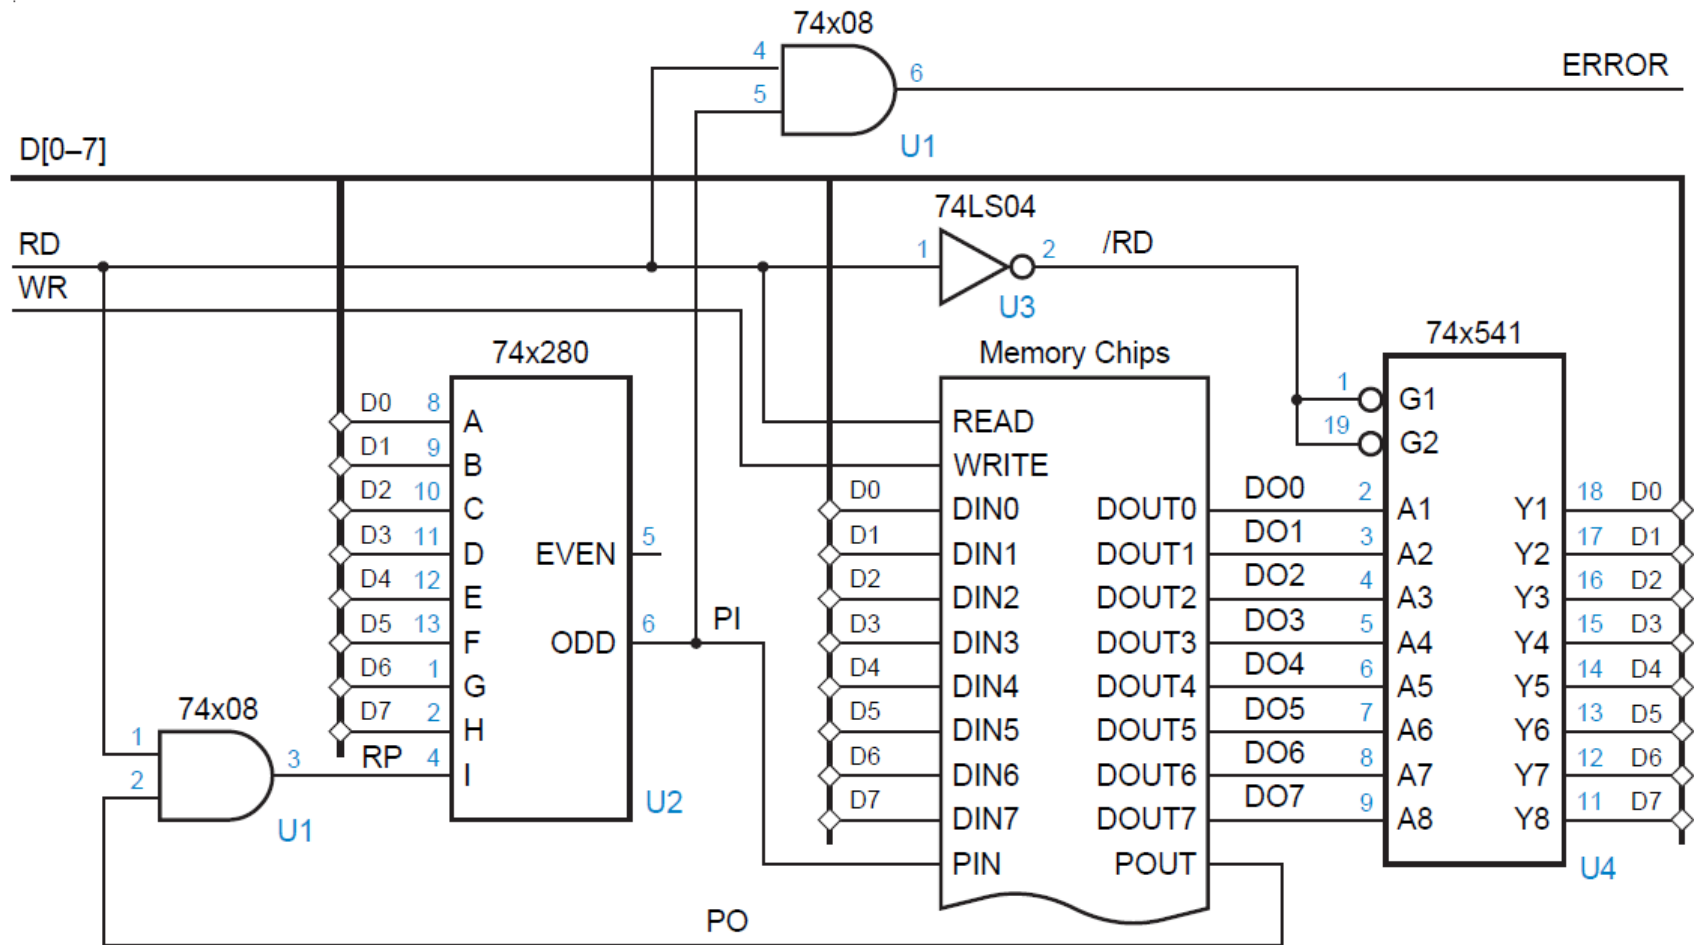 74x08
4
6
ERROR
5
U1
D[0–7]
74LS04
RD
1
2
/RD
WR
U3
74x541
74x280
Memory Chips
1
G1
19
G2
D0 8 A
READ
D1 9 B
WRITE
D2 10 C
D0 DIN0 DOUT0 DO0 2 A1 Y1 18 D0
D3 11 D EVEN 5
D1 DIN1 DOUT1 DO1 3 A2 Y2 17 D1
D4 12 E
D2 DIN2 DOUT2 DO2 4 A3 Y3 16 D2
D5 13 F ODD 6 PI
D3 DIN3 DOUT3 DO3 5 A4 Y4 15 D3
D6 1 G
D4 DIN4 DOUT4 DO4 6 A5 Y5 14 D4
74x08
D7 2 H
D5 DIN5 DOUT5 DO5 7 A6 Y6 13 D5
1
2
3
RP 4 I
D6 DIN6 DOUT6 DO6 8 A7 Y7 12 D6
U1
U2
D7 DIN7 DOUT7 DO7 9 A8 Y8 11 D7
PIN POUT
U4
PO